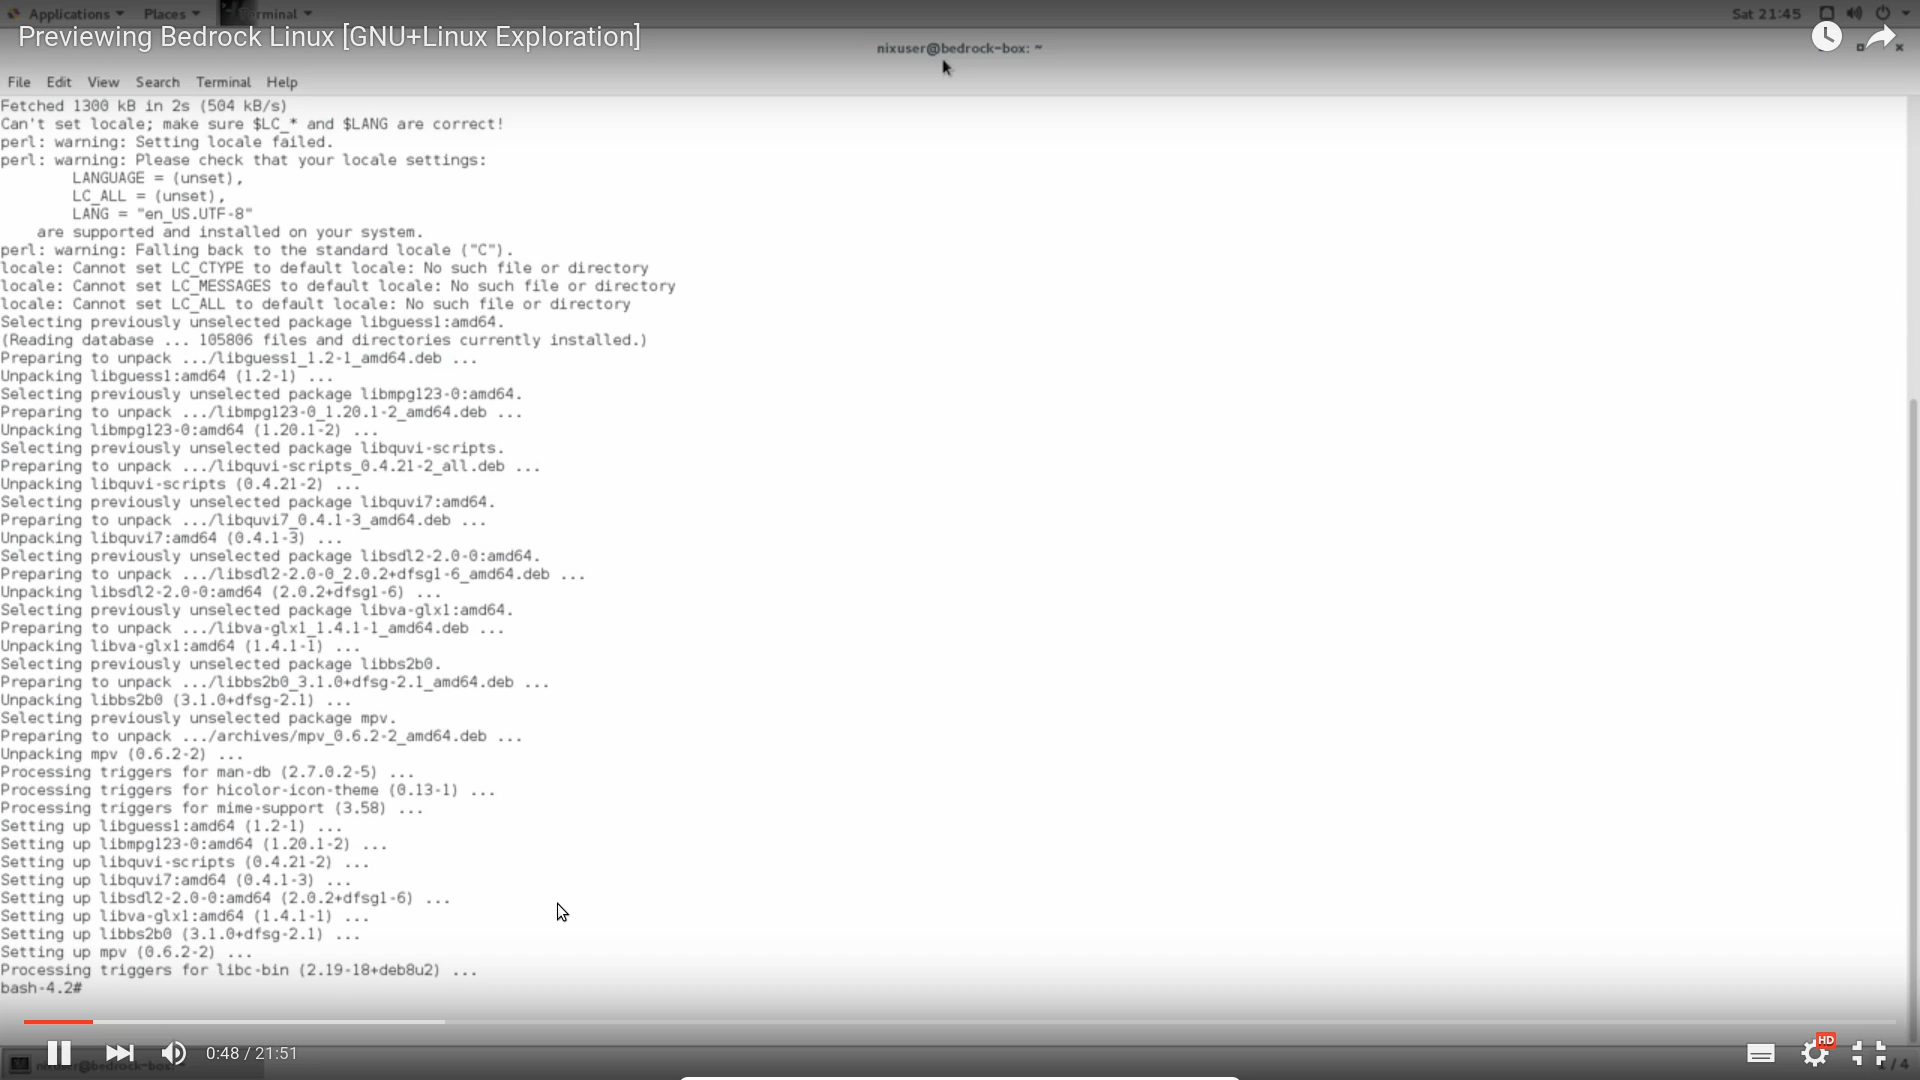 Applications Places Terminal Sat 21:45
Previewing Bedrock Linux [GNU+Linux Exploration]
nixuser@bedrock-box: ~
File Edit View Search Terminal Help
Fetched 1300 kB in 2s (504 kB/s)
Can't set locale; make sure $LC_* and $LANG are correct!
perl: warning: Setting locale failed.
perl: warning: Please check that your locale settings:
LANGUAGE = (unset),
LC_ALL = (unset),
LANG = "en_US.UTF-8"
are supported and installed on your system.
perl: warning: Falling back to the standard locale ("C").
locale: Cannot set LC_CTYPE to default locale: No such file or directory
locale: Cannot set LC_MESSAGES to default locale: No such file or directory
locale: Cannot set LC_ALL to default locale: No such file or directory
Selecting previously unselected package libguess1:amd64.
(Reading database ... 105806 files and directories currently installed.)
Preparing to unpack .../libguess1_1.2-1_amd64.deb ...
Unpacking libguess1:amd64 (1.2-1) ...
Selecting previously unselected package libmpg123-0:amd64.
Preparing to unpack .../libmpg123-0_1.20.1-2_amd64.deb ...
Unpacking libmpg123-0:amd64 (1.20.1-2) ...
Selecting previously unselected package libquvi-scripts.
Preparing to unpack .../libquvi-scripts_0.4.21-2_all.deb ...
Unpacking libquvi-scripts (0.4.21-2) ...
Selecting previously unselected package libquvi7:amd64.
Preparing to unpack .../libquvi7_0.4.1-3_amd64.deb ...
Unpacking libquvi7:amd64 (0.4.1-3) ...
Selecting previously unselected package libsdl2-2.0-0:amd64.
Preparing to unpack .../libsdl2-2.0-0_2.0.2+dfsg1-6_amd64.deb ...
Unpacking libsdl2-2.0-0:amd64 (2.0.2+dfsg1-6) ...
Selecting previously unselected package libva-glx1:amd64.
Preparing to unpack .../libva-glx1_1.4.1-1_amd64.deb ...
Unpacking libva-glx1:amd64 (1.4.1-1) ...
Selecting previously unselected package libbs2b0.
Preparing to unpack .../libbs2b0_3.1.0+dfsg-2.1_amd64.deb ...
Unpacking libbs2b0 (3.1.0+dfsg-2.1) ...
Selecting previously unselected package mpv.
Preparing to unpack .../archives/mpv_0.6.2-2_amd64.deb ...
Unpacking mpv (0.6.2-2) ...
Processing triggers for man-db (2.7.0.2-5) ...
Processing triggers for hicolor-icon-theme (0.13-1) ...
Processing triggers for mime-support (3.58) ...
Setting up libguess1:amd64 (1.2-1) ...
Setting up libmpg123-0:amd64 (1.20.1-2) ...
Setting up libquvi-scripts (0.4.21-2) ...
Setting up libquvi7:amd64 (0.4.1-3) ...
Setting up libsdl2-2.0-0:amd64 (2.0.2+dfsg1-6) ...
Setting up libva-glx1:amd64 (1.4.1-1) ...
Setting up libbs2b0 (3.1.0+dfsg-2.1) ...
Setting up mpv (0.6.2-2) ...
Processing triggers for libc-bin (2.19-18+deb8u2) ...
bash-4.2#
0:48 / 21:51 HD
nixuser@bedrock-box: ~ / 4